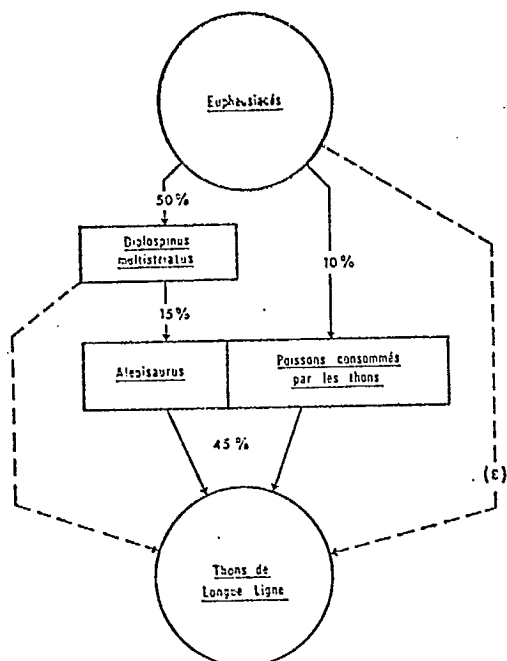 Euphausiacés
50%
Diplospinus
multistriatus
10%
15%
Alepisaurus
Poissons consommés
par les thons
45%
(ε)
Thons de
Longue Ligne